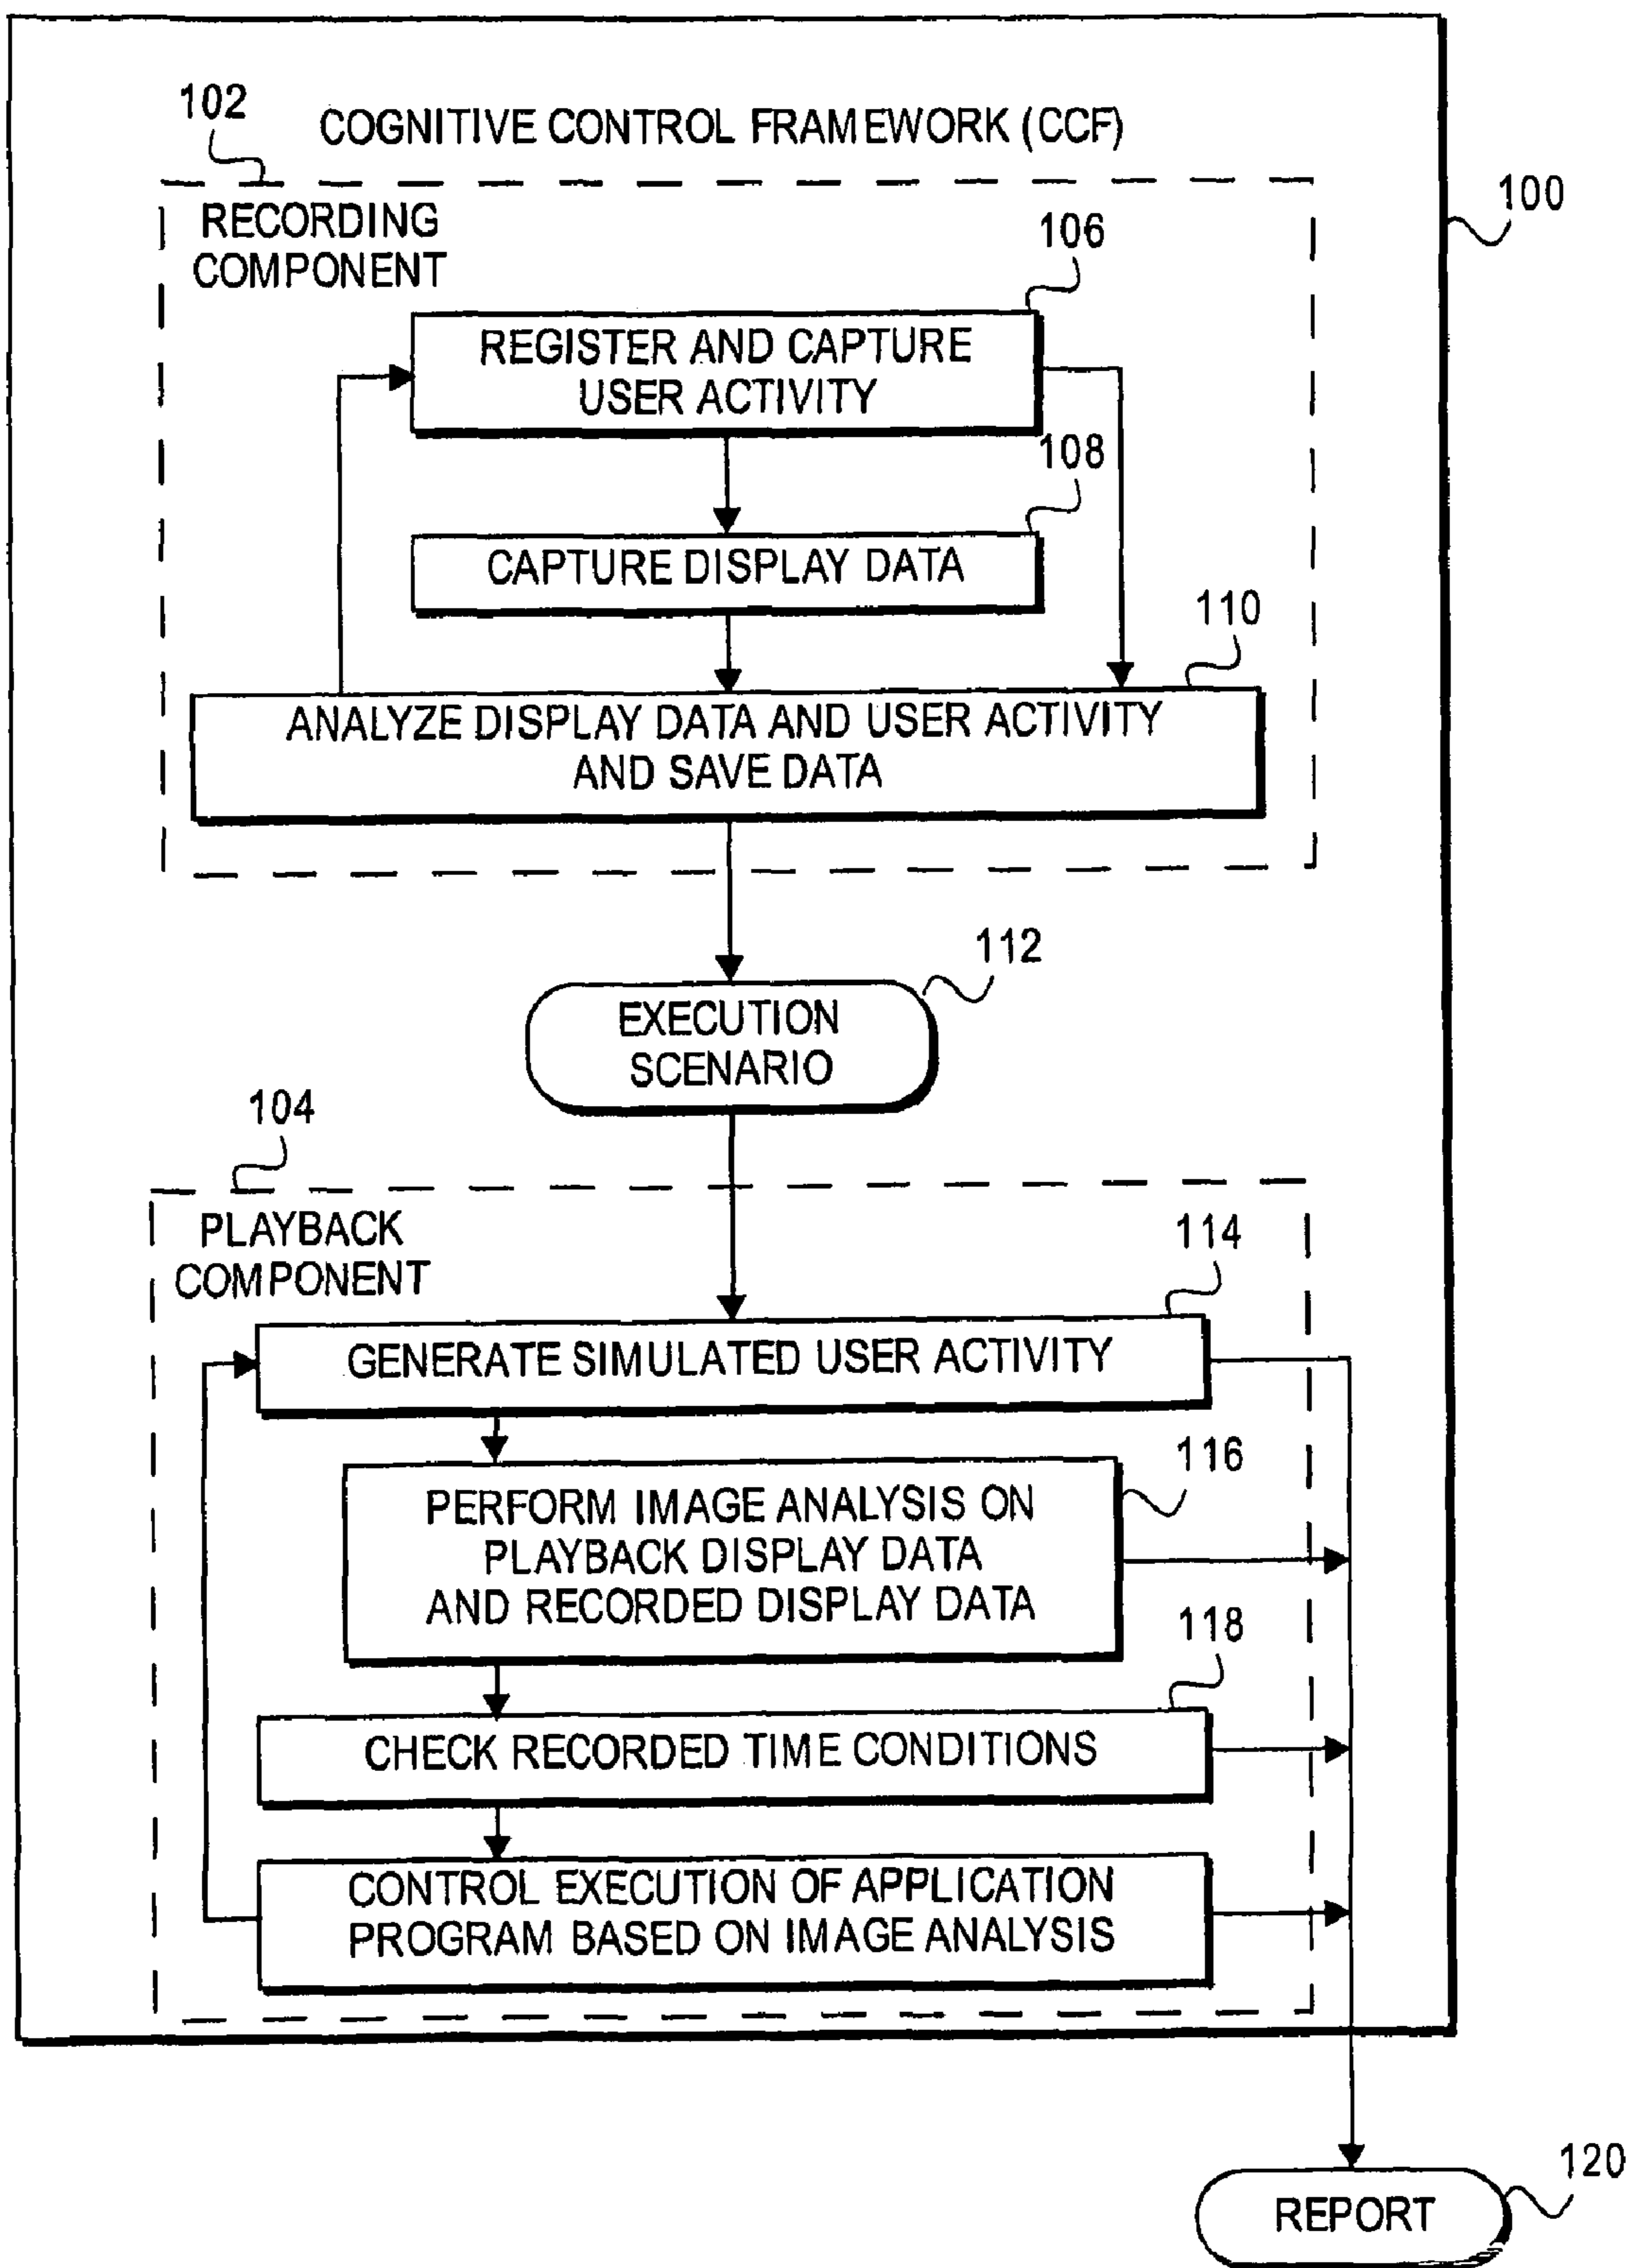 102
COGNITIVE CONTROL FRAMEWORK (CCF)
100
RECORDING
COMPONENT
106
REGISTER AND CAPTURE
USER ACTIVITY
108
CAPTURE DISPLAY DATA
110
ANALYZE DISPLAY DATA AND USER ACTIVITY
AND SAVE DATA
112
EXECUTION
SCENARIO
104
PLAYBACK
COMPONENT
114
GENERATE SIMULATED USER ACTIVITY
116
PERFORM IMAGE ANALYSIS ON
PLAYBACK DISPLAY DATA
AND RECORDED DISPLAY DATA
118
CHECK RECORDED TIME CONDITIONS
CONTROL EXECUTION OF APPLICATION
PROGRAM BASED ON IMAGE ANALYSIS
120
REPORT